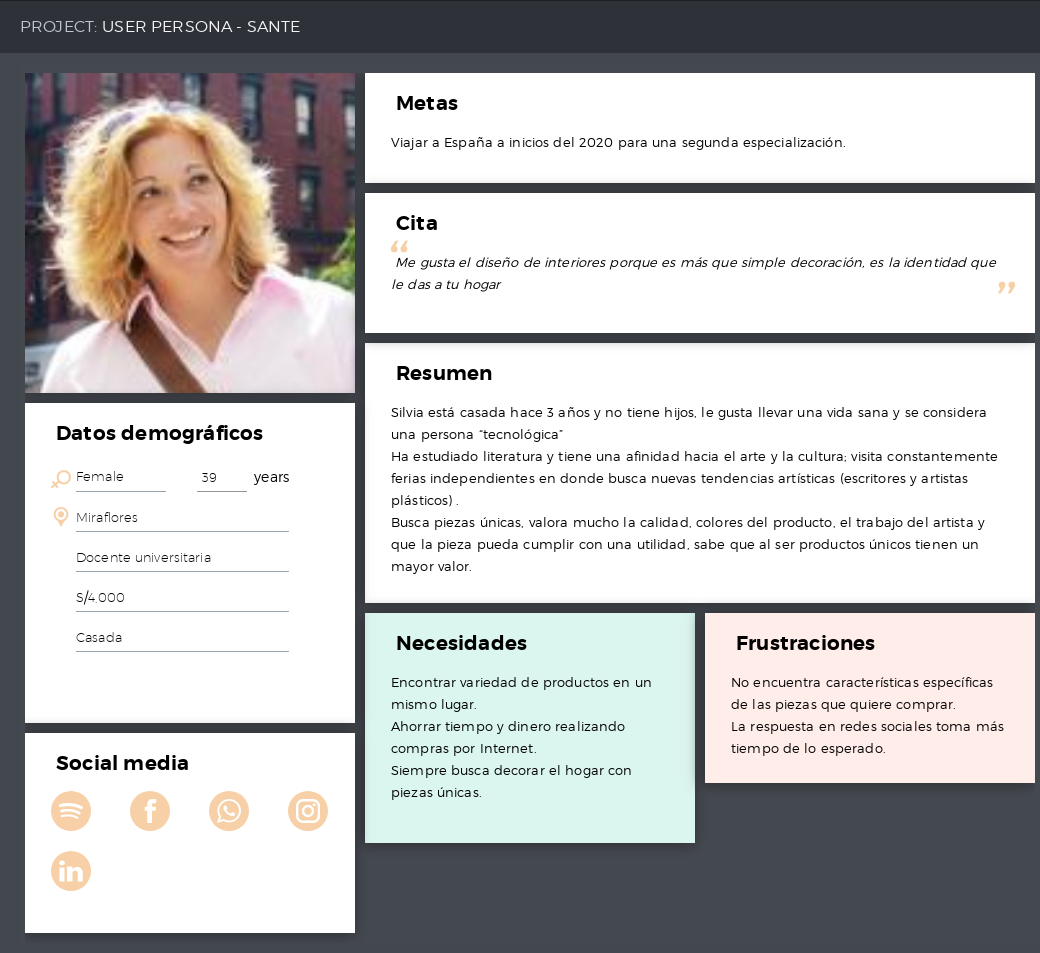 PROJECT: USER PERSONA - SANTE
Datos demográficos
Female 39 years
Miraflores
Docente universitaria
S/4,000
Casada
Social media
in
Metas
Viajar a España a inicios del 2020 para una segunda especialización.
Cita
“
Me gusta el diseño de interiores porque es más que simple decoración, es la identidad que
le das a tu hogar
”
Resumen
Silvia está casada hace 3 años y no tiene hijos, le gusta llevar una vida sana y se considera
una persona “tecnológica”
Ha estudiado literatura y tiene una afinidad hacia el arte y la cultura; visita constantemente
ferias independientes en donde busca nuevas tendencias artísticas (escritores y artistas
plásticos) .
Busca piezas únicas, valora mucho la calidad, colores del producto, el trabajo del artista y
que la pieza pueda cumplir con una utilidad, sabe que al ser productos únicos tienen un
mayor valor.
Necesidades
Encontrar variedad de productos en un
mismo lugar.
Ahorrar tiempo y dinero realizando
compras por Internet.
Siempre busca decorar el hogar con
piezas únicas.
Frustraciones
No encuentra características específicas
de las piezas que quiere comprar.
La respuesta en redes sociales toma más
tiempo de lo esperado.